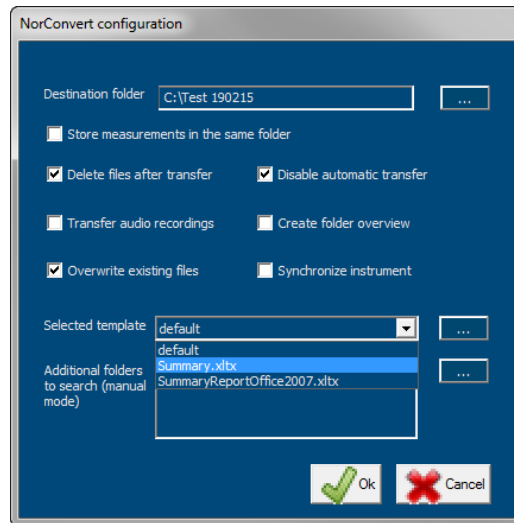 NorConvert configuration
Destination folder C:\Test 190215 ...
Store measurements in the same folder
Delete files after transfer Disable automatic transfer
Transfer audio recordings Create folder overview
Overwrite existing files Synchronize instrument
Selected template default ...
default
Summary.xltx
SummaryReportOffice2007.xltx
Additional folders ...
to search (manual
mode)
Ok Cancel